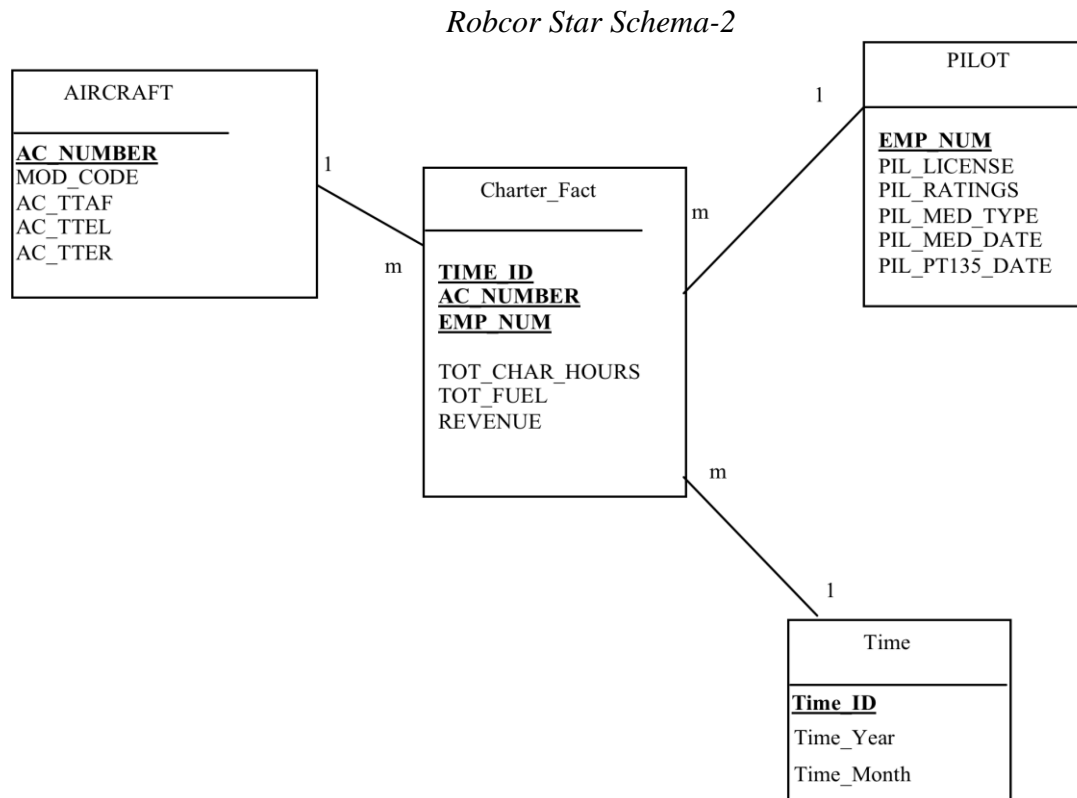 Robcor Star Schema-2
AIRCRAFT
AC_NUMBER
MOD_CODE
AC_TTAF
AC_TTEL
AC_TTER
1
m
Charter_Fact
TIME_ID
AC_NUMBER
EMP_NUM
TOT_CHAR_HOURS
TOT_FUEL
REVENUE
PILOT
EMP_NUM
PIL_LICENSE
PIL_RATINGS
PIL_MED_TYPE
PIL_MED_DATE
PIL_PT135_DATE
1
m
m
1
Time
Time_ID
Time_Year
Time_Month